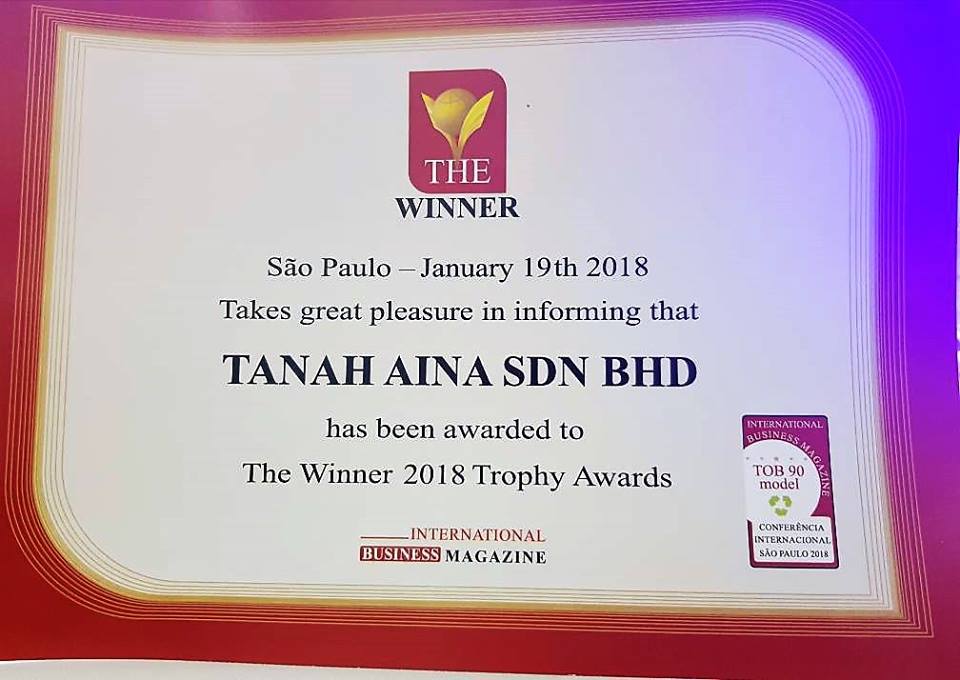 THE
WINNER
São Paulo – January 19th 2018
Takes great pleasure in informing that
TANAH AINA SDN BHD
has been awarded to
The Winner 2018 Trophy Awards
INTERNATIONAL
BUSINESS MAGAZINE
INTERNATIONAL
BUSINESS MAGAZINE
TOB 90
model
CONFERÊNCIA
INTERNACIONAL
SÃO PAULO 2018